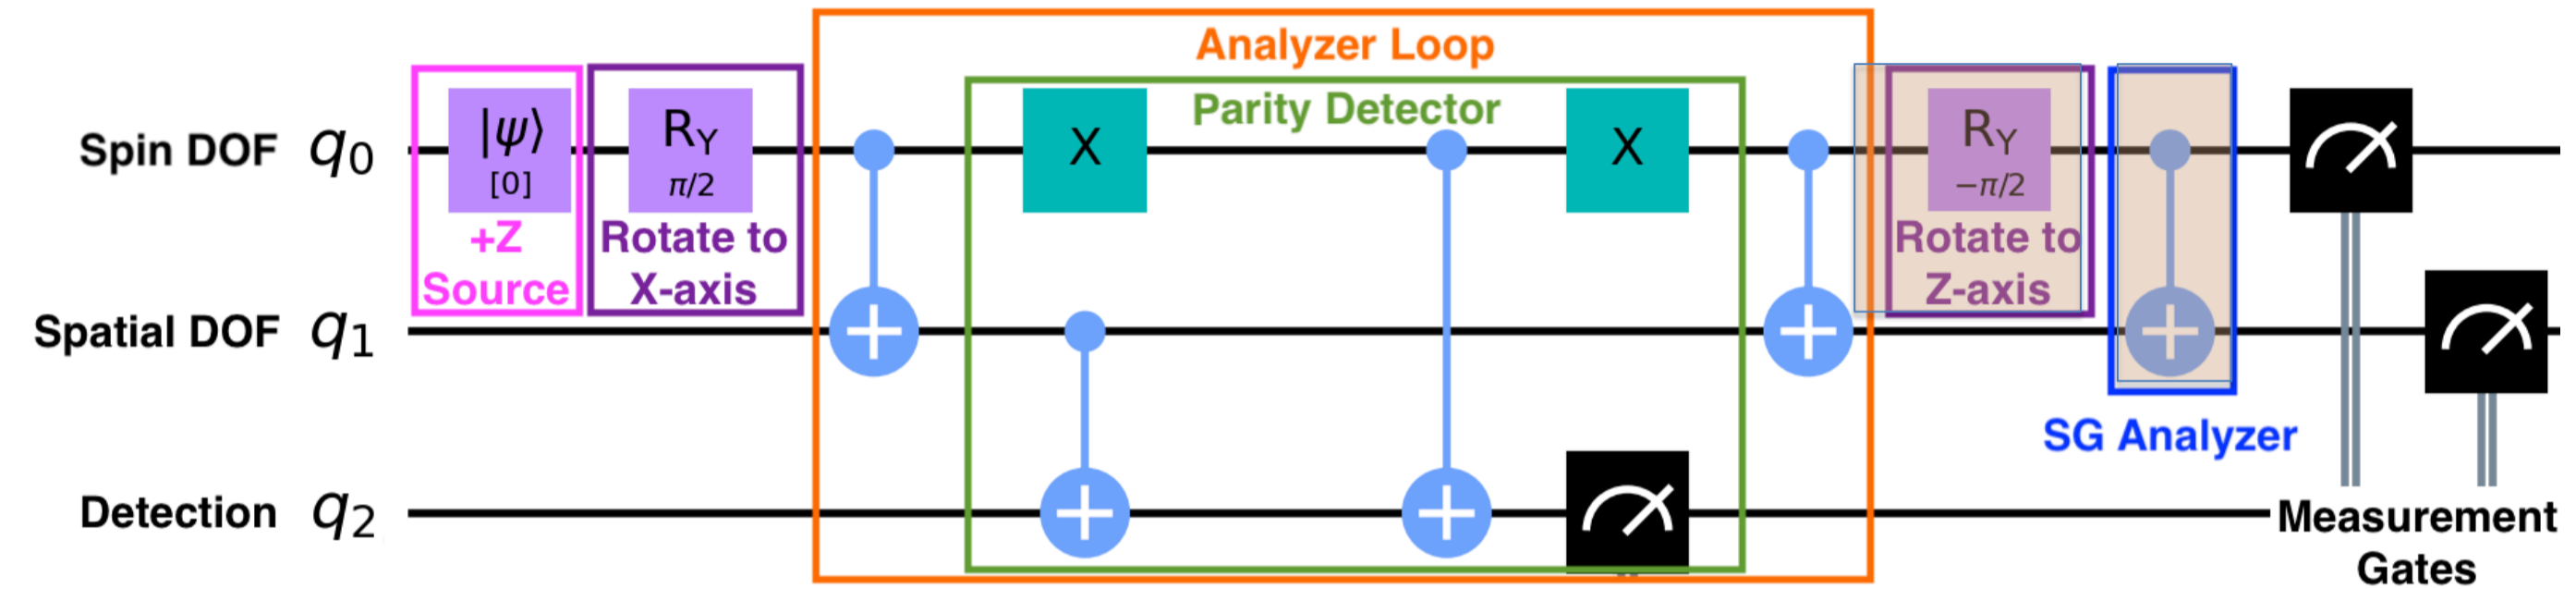 Analyzer Loop
Parity Detector
Spin DOF q0
|ψ⟩
[0]
+Z
Source
RY
π/2
Rotate to
X-axis
X
X
RY
−π/2
Rotate to
Z-axis
Spatial DOF q1
SG Analyzer
Detection q2
Measurement
Gates